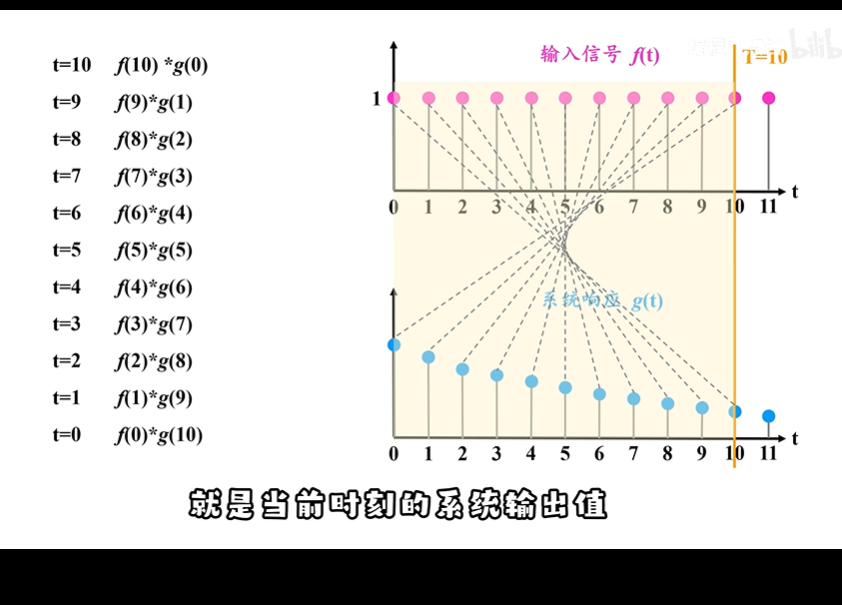 t=10 f(10) *g(0)
t=9 f(9)*g(1)
t=8 f(8)*g(2)
t=7 f(7)*g(3)
t=6 f(6)*g(4)
t=5 f(5)*g(5)
t=4 f(4)*g(6)
t=3 f(3)*g(7)
t=2 f(2)*g(8)
t=1 f(1)*g(9)
t=0 f(0)*g(10)
输入信号 f(t)
T=10
1
t
0 1 2 3 4 5 6 7 8 9 10 11
系统响应 g(t)
t
0 1 2 3 4 5 6 7 8 9 10 11
就是当前时刻的系统输出值